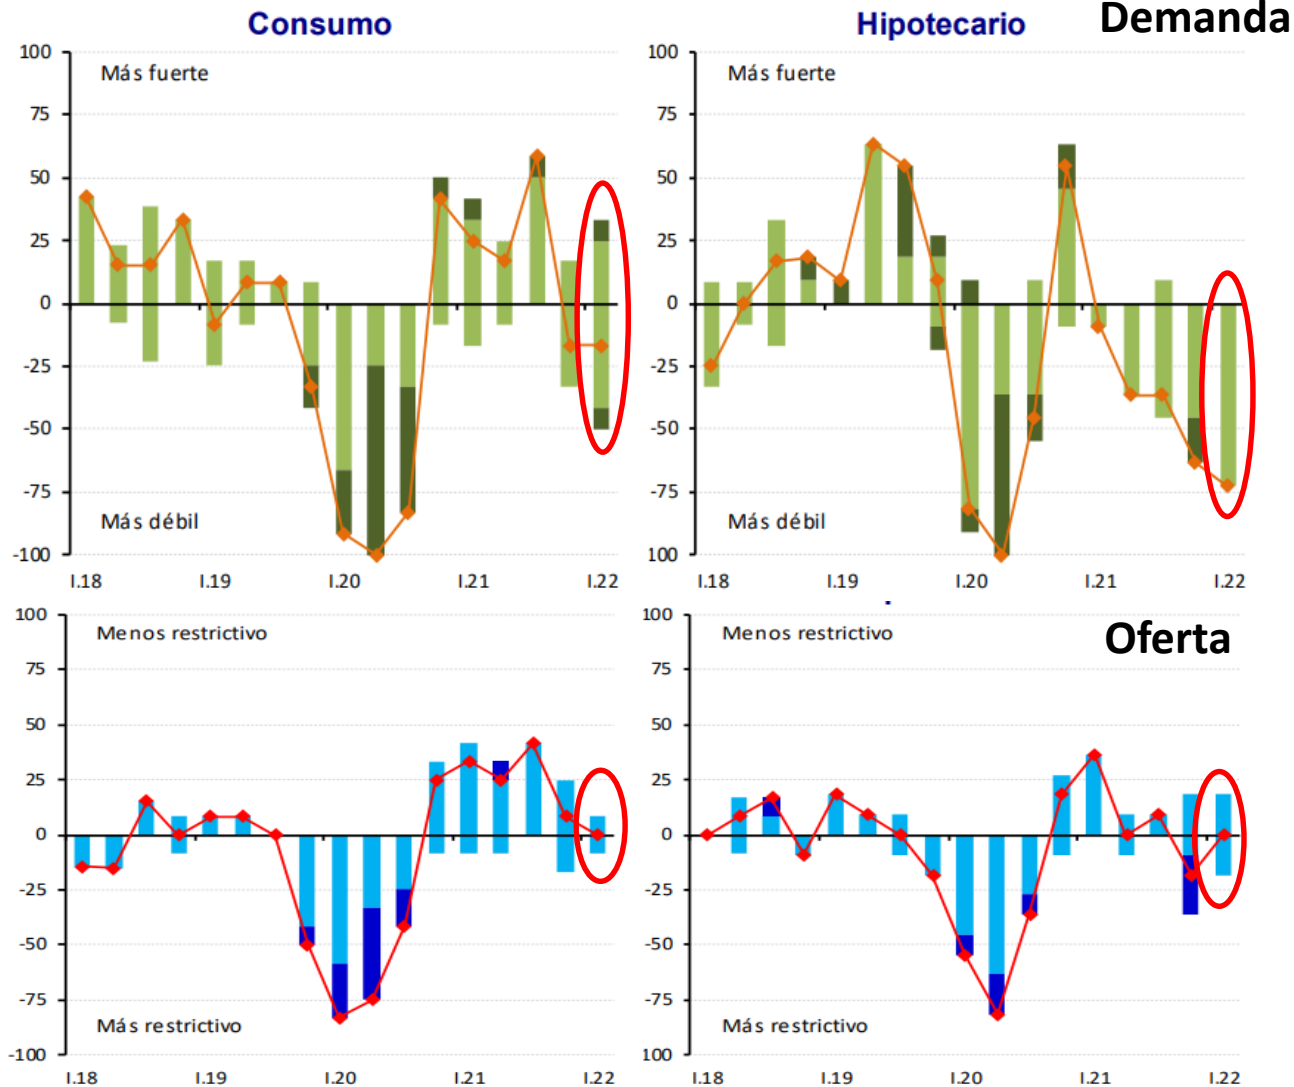 Consumo
Hipotecario
Demanda
100
Más fuerte
75
50
25
0
-25
-50
-75
Más débil
-100
I.18
I.19
I.20
I.21
I.22
100
Más fuerte
75
50
25
0
-25
-50
-75
Más débil
100
I.18
I.19
I.20
I.21
I.22
100
Menos restrictivo
75
50
25
0
-25
-50
-75
Más restrictivo
-100
I.18
I.19
I.20
I.21
I.22
Oferta
100
Menos restrictivo
75
50
25
0
-25
-50
-75
Más restrictivo
100
I.18
I.19
I.20
I.21
I.22